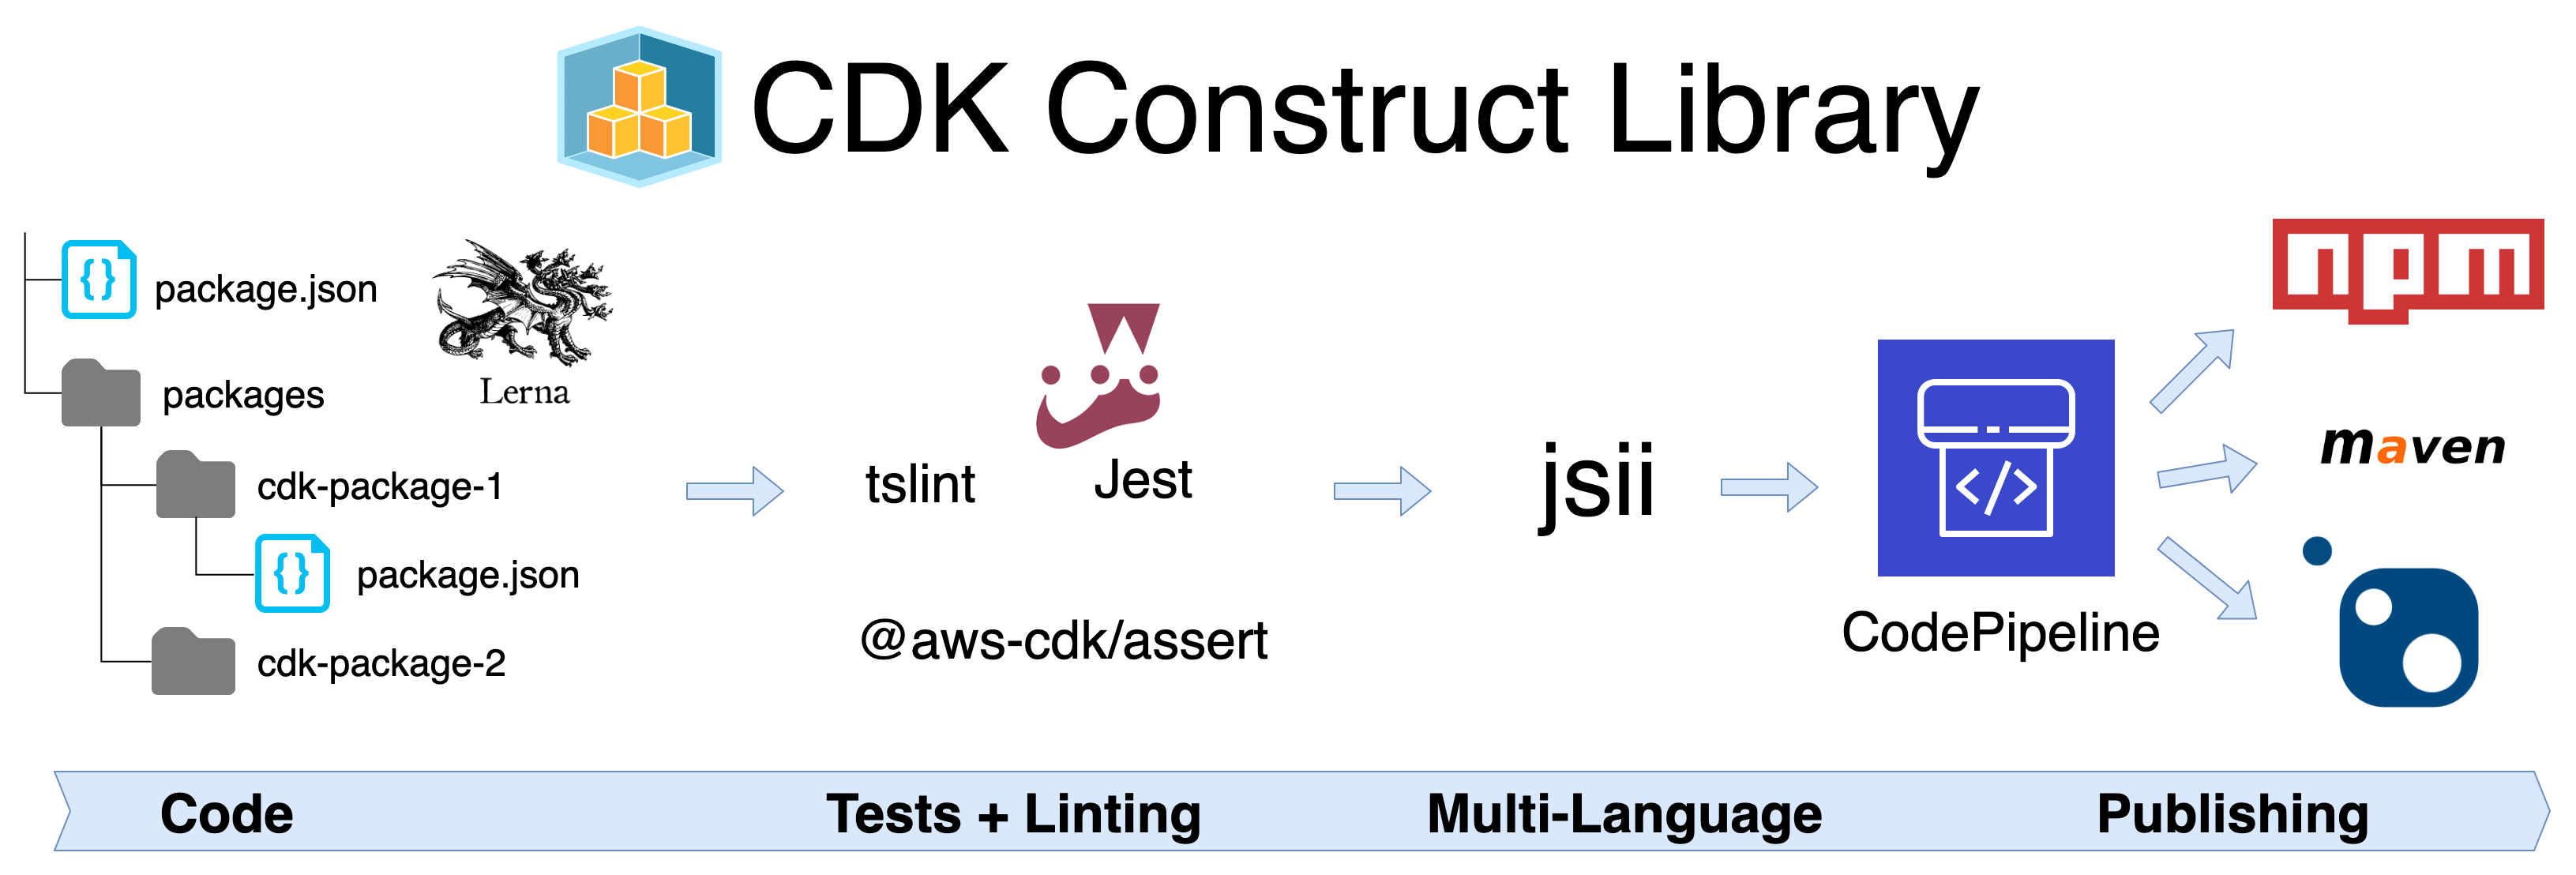 CDK Construct Library
package.json
Lerna
packages
cdk-package-1
package.json
cdk-package-2
tslint
Jest
@aws-cdk/assert
jsii
</>
CodePipeline
npm
maven
Code
Tests + Linting
Multi-Language
Publishing